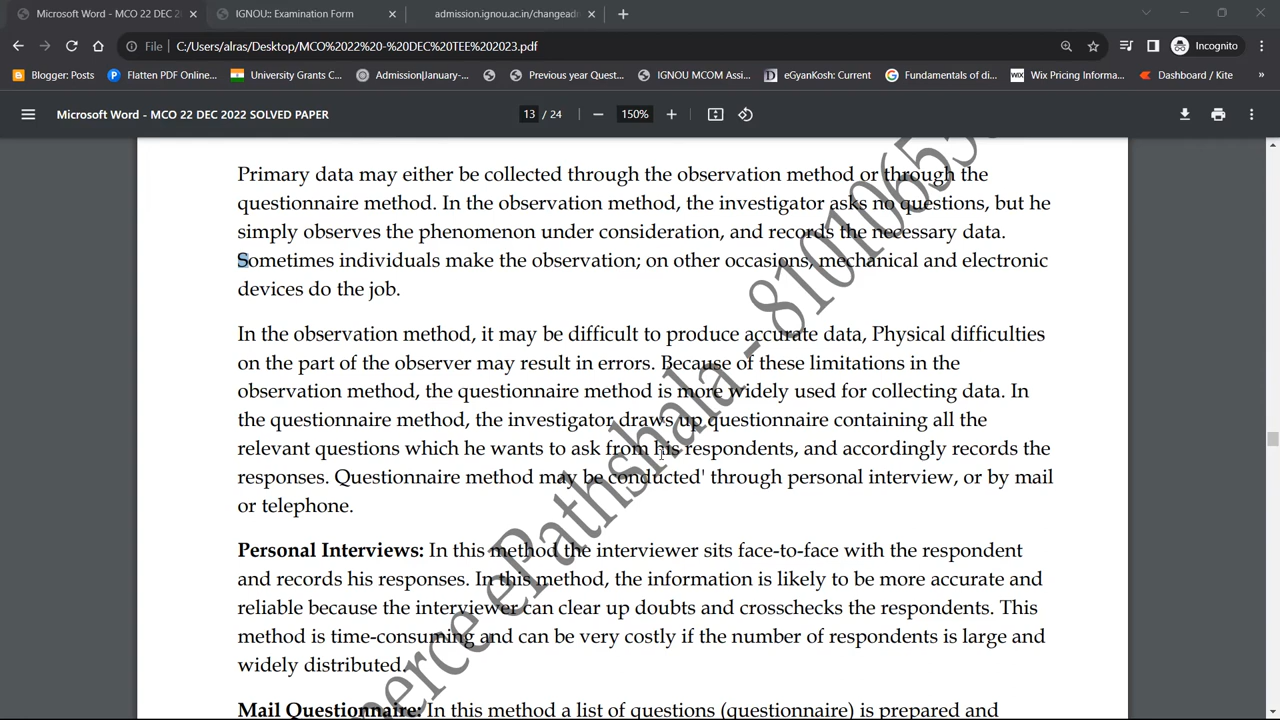 Microsoft Word - MCO 22 DEC 2
IGNOU:: Examination Form
admission.ignou.ac.in/changeadm
File
C:/Users/alras/Desktop/MCO%2022%20-%20DEC%20TEE%202023.pdf
Incognito
Blogger: Posts
Flatten PDF Online...
University Grants C...
AdmissionJanuary-...
Previous year Quest...
IGNOU MCOM Assi...
eGyanKosh: Current
Fundamentals of di...
Wix Pricing Informa...
Dashboard / Kite
»
Microsoft Word - MCO 22 DEC 2022 SOLVED PAPER
13 / 24
150%
Primary data may either be collected through the observation method or through the
questionnaire method. In the observation method, the investigator asks no questions, but he
simply observes the phenomenon under consideration, and records the necessary data.
Sometimes individuals make the observation; on other occasions, mechanical and electronic
devices do the job.
In the observation method, it may be difficult to produce accurate data, Physical difficulties
on the part of the observer may result in errors. Because of these limitations in the
observation method, the questionnaire method is more widely used for collecting data. In
the questionnaire method, the investigator draws up questionnaire containing all the
relevant questions which he wants to ask from his respondents, and accordingly records the
responses. Questionnaire method may be conducted' through personal interview, or by mail
or telephone.
Personal Interviews: In this method the interviewer sits face-to-face with the respondent
and records his responses. In this method, the information is likely to be more accurate and
reliable because the interviewer can clear up doubts and crosschecks the respondents. This
method is time-consuming and can be very costly if the number of respondents is large and
widely distributed.
Mail Questionnaire: In this method a list of questions (questionnaire) is prepared and
ePathshala -